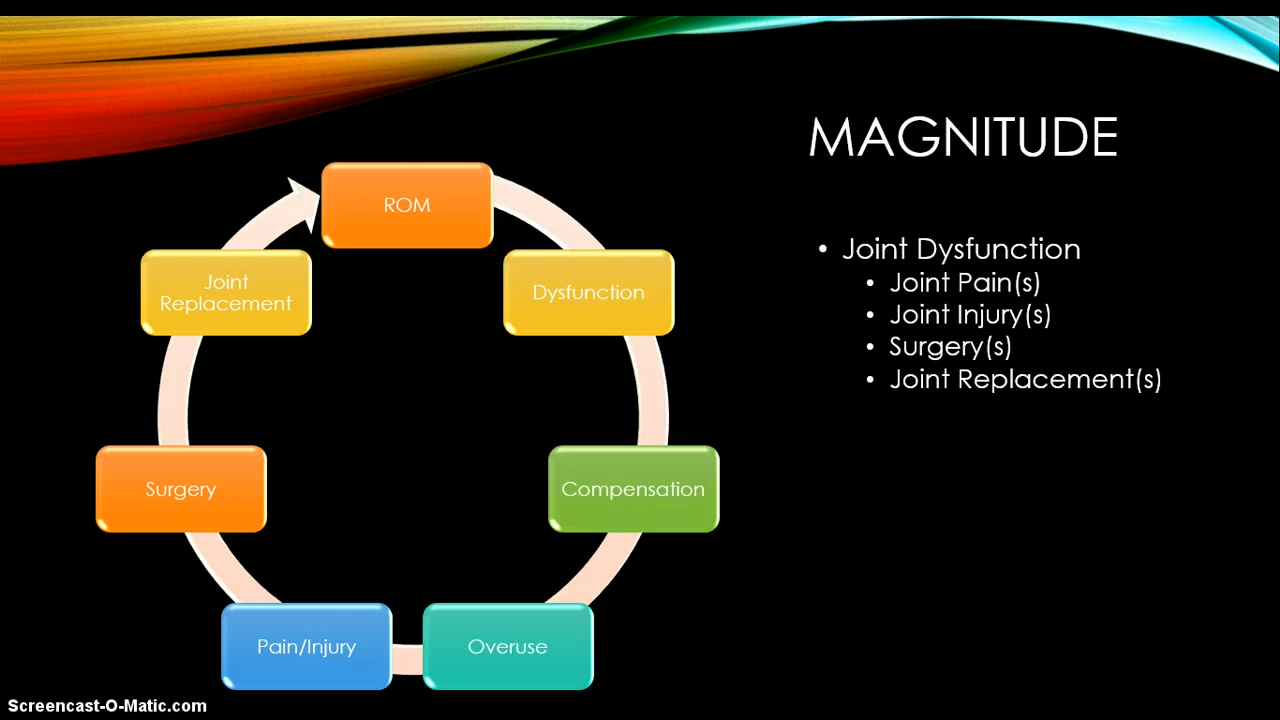 MAGNITUDE
• Joint Dysfunction
• Joint Pain(s)
• Joint Injury(s)
• Surgery(s)
• Joint Replacement(s)
ROM
Dysfunction
Compensation
Overuse
Pain/Injury
Surgery
Joint
Replacement
Screencast-O-Matic.com